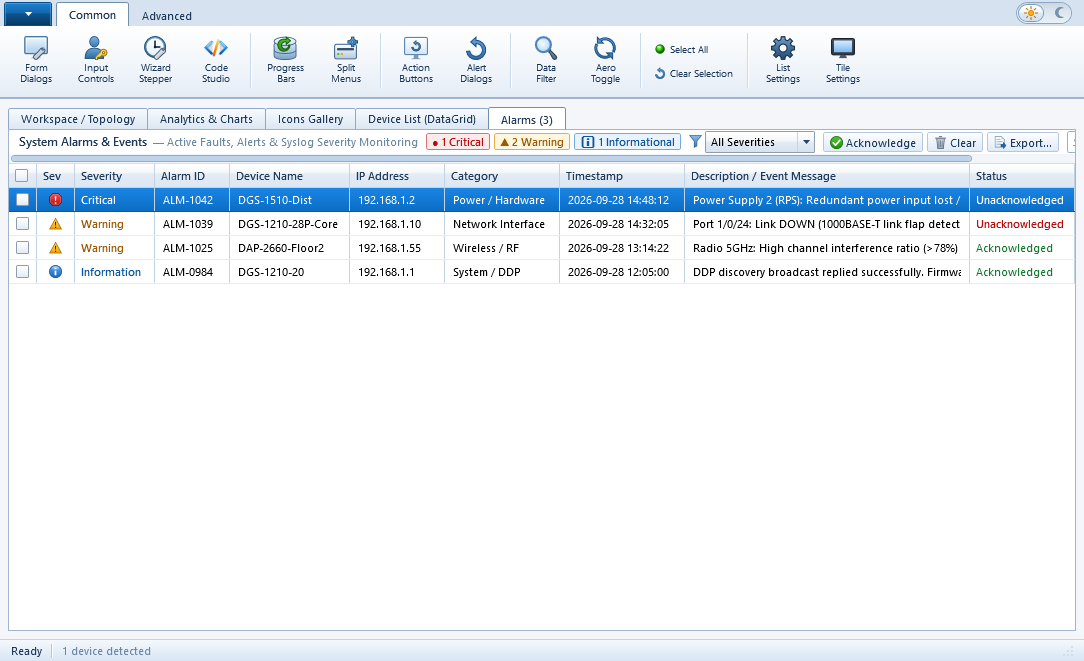 Common
Advanced
Form Dialogs
Input Controls
Wizard Stepper
Code Studio
Progress Bars
Split Menus
Action Buttons
Alert Dialogs
Data Filter
Aero Toggle
Select All
Clear Selection
List Settings
Tile Settings
Workspace / Topology
Analytics & Charts
Icons Gallery
Device List (DataGrid)
Alarms (3)
System Alarms & Events — Active Faults, Alerts & Syslog Severity Monitoring
1 Critical
2 Warning
1 Informational
All Severities
Acknowledge
Clear
Export...
Sev Severity Alarm ID Device Name IP Address Category Timestamp Description / Event Message Status
Critical ALM-1042 DGS-1510-Dist 192.168.1.2 Power / Hardware 2026-09-28 14:48:12 Power Supply 2 (RPS): Redundant power input lost / Unacknowledged
Warning ALM-1039 DGS-1210-28P-Core 192.168.1.10 Network Interface 2026-09-28 14:32:05 Port 1/0/24: Link DOWN (1000BASE-T link flap detect Unacknowledged
Warning ALM-1025 DAP-2660-Floor2 192.168.1.55 Wireless / RF 2026-09-28 13:14:22 Radio 5GHz: High channel interference ratio (>78%) Acknowledged
Information ALM-0984 DGS-1210-20 192.168.1.1 System / DDP 2026-09-28 12:05:00 DDP discovery broadcast replied successfully. Firmwa Acknowledged
Ready
1 device detected